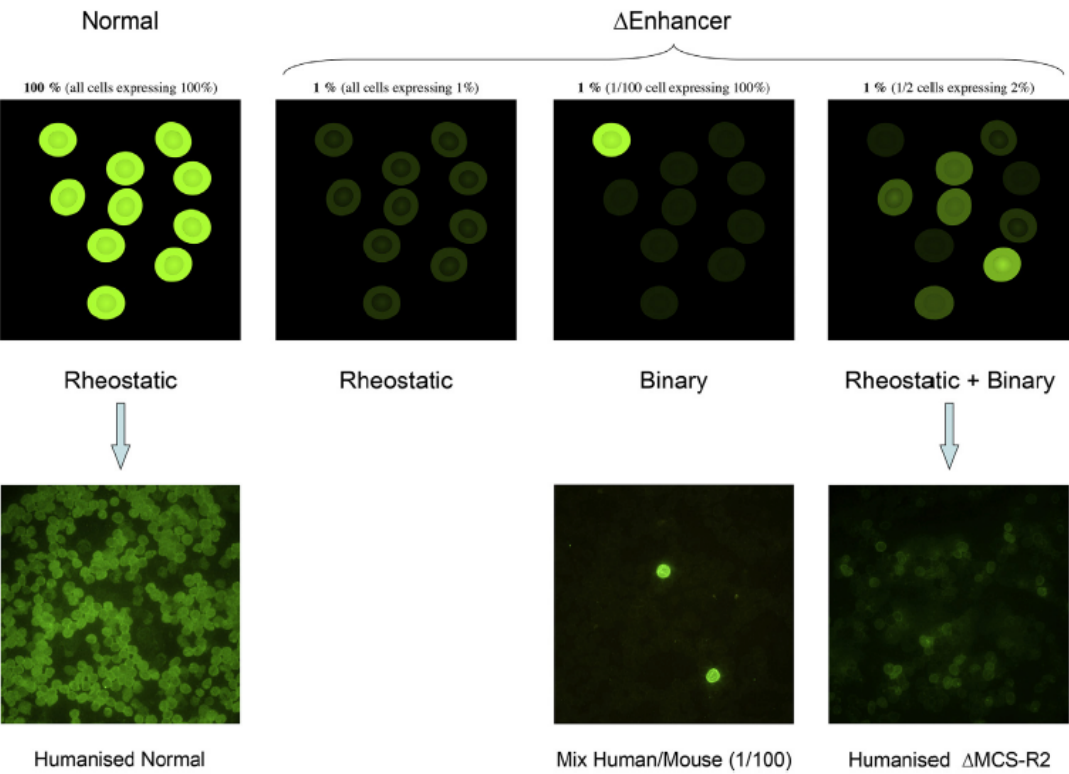 Normal
ΔEnhancer
100 % (all cells expressing 100%)
1 % (all cells expressing 1%)
1 % (1/100 cell expressing 100%)
1 % (1/2 cells expressing 2%)
Rheostatic
Rheostatic
Binary
Rheostatic + Binary
Humanised Normal
Mix Human/Mouse (1/100)
Humanised ΔMCS-R2